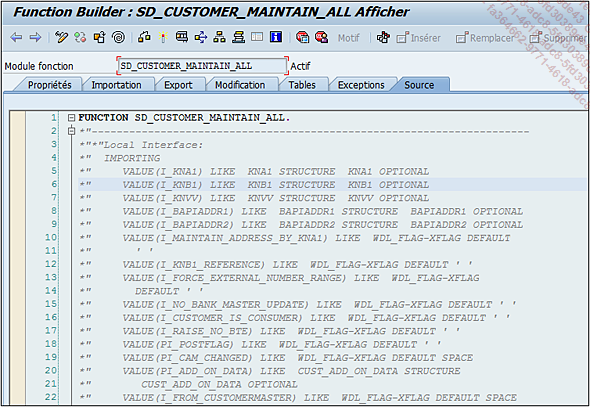 Function Builder : SD_CUSTOMER_MAINTAIN_ALL Afficher
Motif Insérer Remplacer Supprimer
Module fonction SD_CUSTOMER_MAINTAIN_ALL Actif
Propriétés Importation Export Modification Tables Exceptions Source
1 FUNCTION SD_CUSTOMER_MAINTAIN_ALL.
2 *"----------------------------------------------------------------------
3 *"*"Local Interface:
4 *" IMPORTING
5 *" VALUE(I_KNA1) LIKE KNA1 STRUCTURE KNA1 OPTIONAL
6 *" VALUE(I_KNB1) LIKE KNB1 STRUCTURE KNB1 OPTIONAL
7 *" VALUE(I_KNVV) LIKE KNVV STRUCTURE KNVV OPTIONAL
8 *" VALUE(I_BAPIADDR1) LIKE BAPIADDR1 STRUCTURE BAPIADDR1 OPTIONAL
9 *" VALUE(I_BAPIADDR2) LIKE BAPIADDR2 STRUCTURE BAPIADDR2 OPTIONAL
10 *" VALUE(I_MAINTAIN_ADDRESS_BY_KNA1) LIKE WDL_FLAG-XFLAG DEFAULT
11 *" ' '
12 *" VALUE(I_KNB1_REFERENCE) LIKE WDL_FLAG-XFLAG DEFAULT ' '
13 *" VALUE(I_FORCE_EXTERNAL_NUMBER_RANGE) LIKE WDL_FLAG-XFLAG
14 *" DEFAULT ' '
15 *" VALUE(I_NO_BANK_MASTER_UPDATE) LIKE WDL_FLAG-XFLAG DEFAULT ' '
16 *" VALUE(I_CUSTOMER_IS_CONSUMER) LIKE WDL_FLAG-XFLAG DEFAULT ' '
17 *" VALUE(I_RAISE_NO_BTE) LIKE WDL_FLAG-XFLAG DEFAULT ' '
18 *" VALUE(PI_POSTFLAG) LIKE WDL_FLAG-XFLAG DEFAULT ' '
19 *" VALUE(PI_CAM_CHANGED) LIKE WDL_FLAG-XFLAG DEFAULT SPACE
20 *" VALUE(PI_ADD_ON_DATA) LIKE CUST_ADD_ON_DATA STRUCTURE
21 *" CUST_ADD_ON_DATA OPTIONAL
22 *" VALUE(I_FROM_CUSTOMERMASTER) LIKE WDL_FLAG-XFLAG DEFAULT SPACE